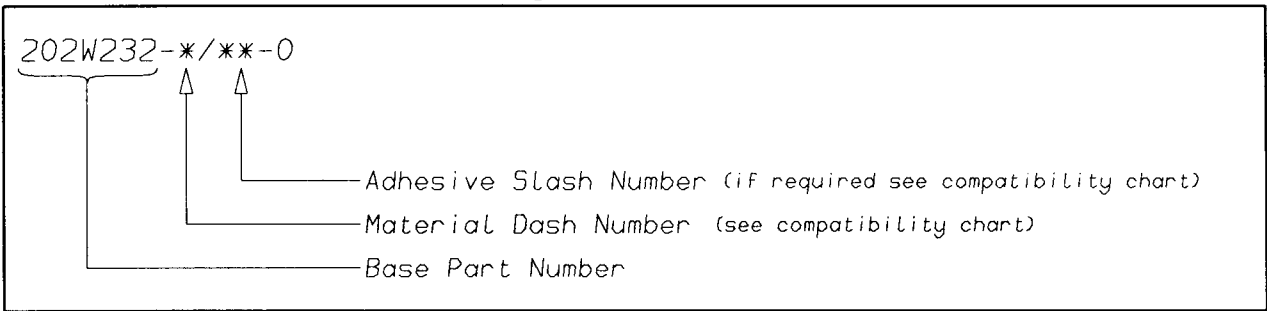 202W232-*/**-0
Adhesive Slash Number (if required see compatibility chart)
Material Dash Number (see compatibility chart)
Base Part Number